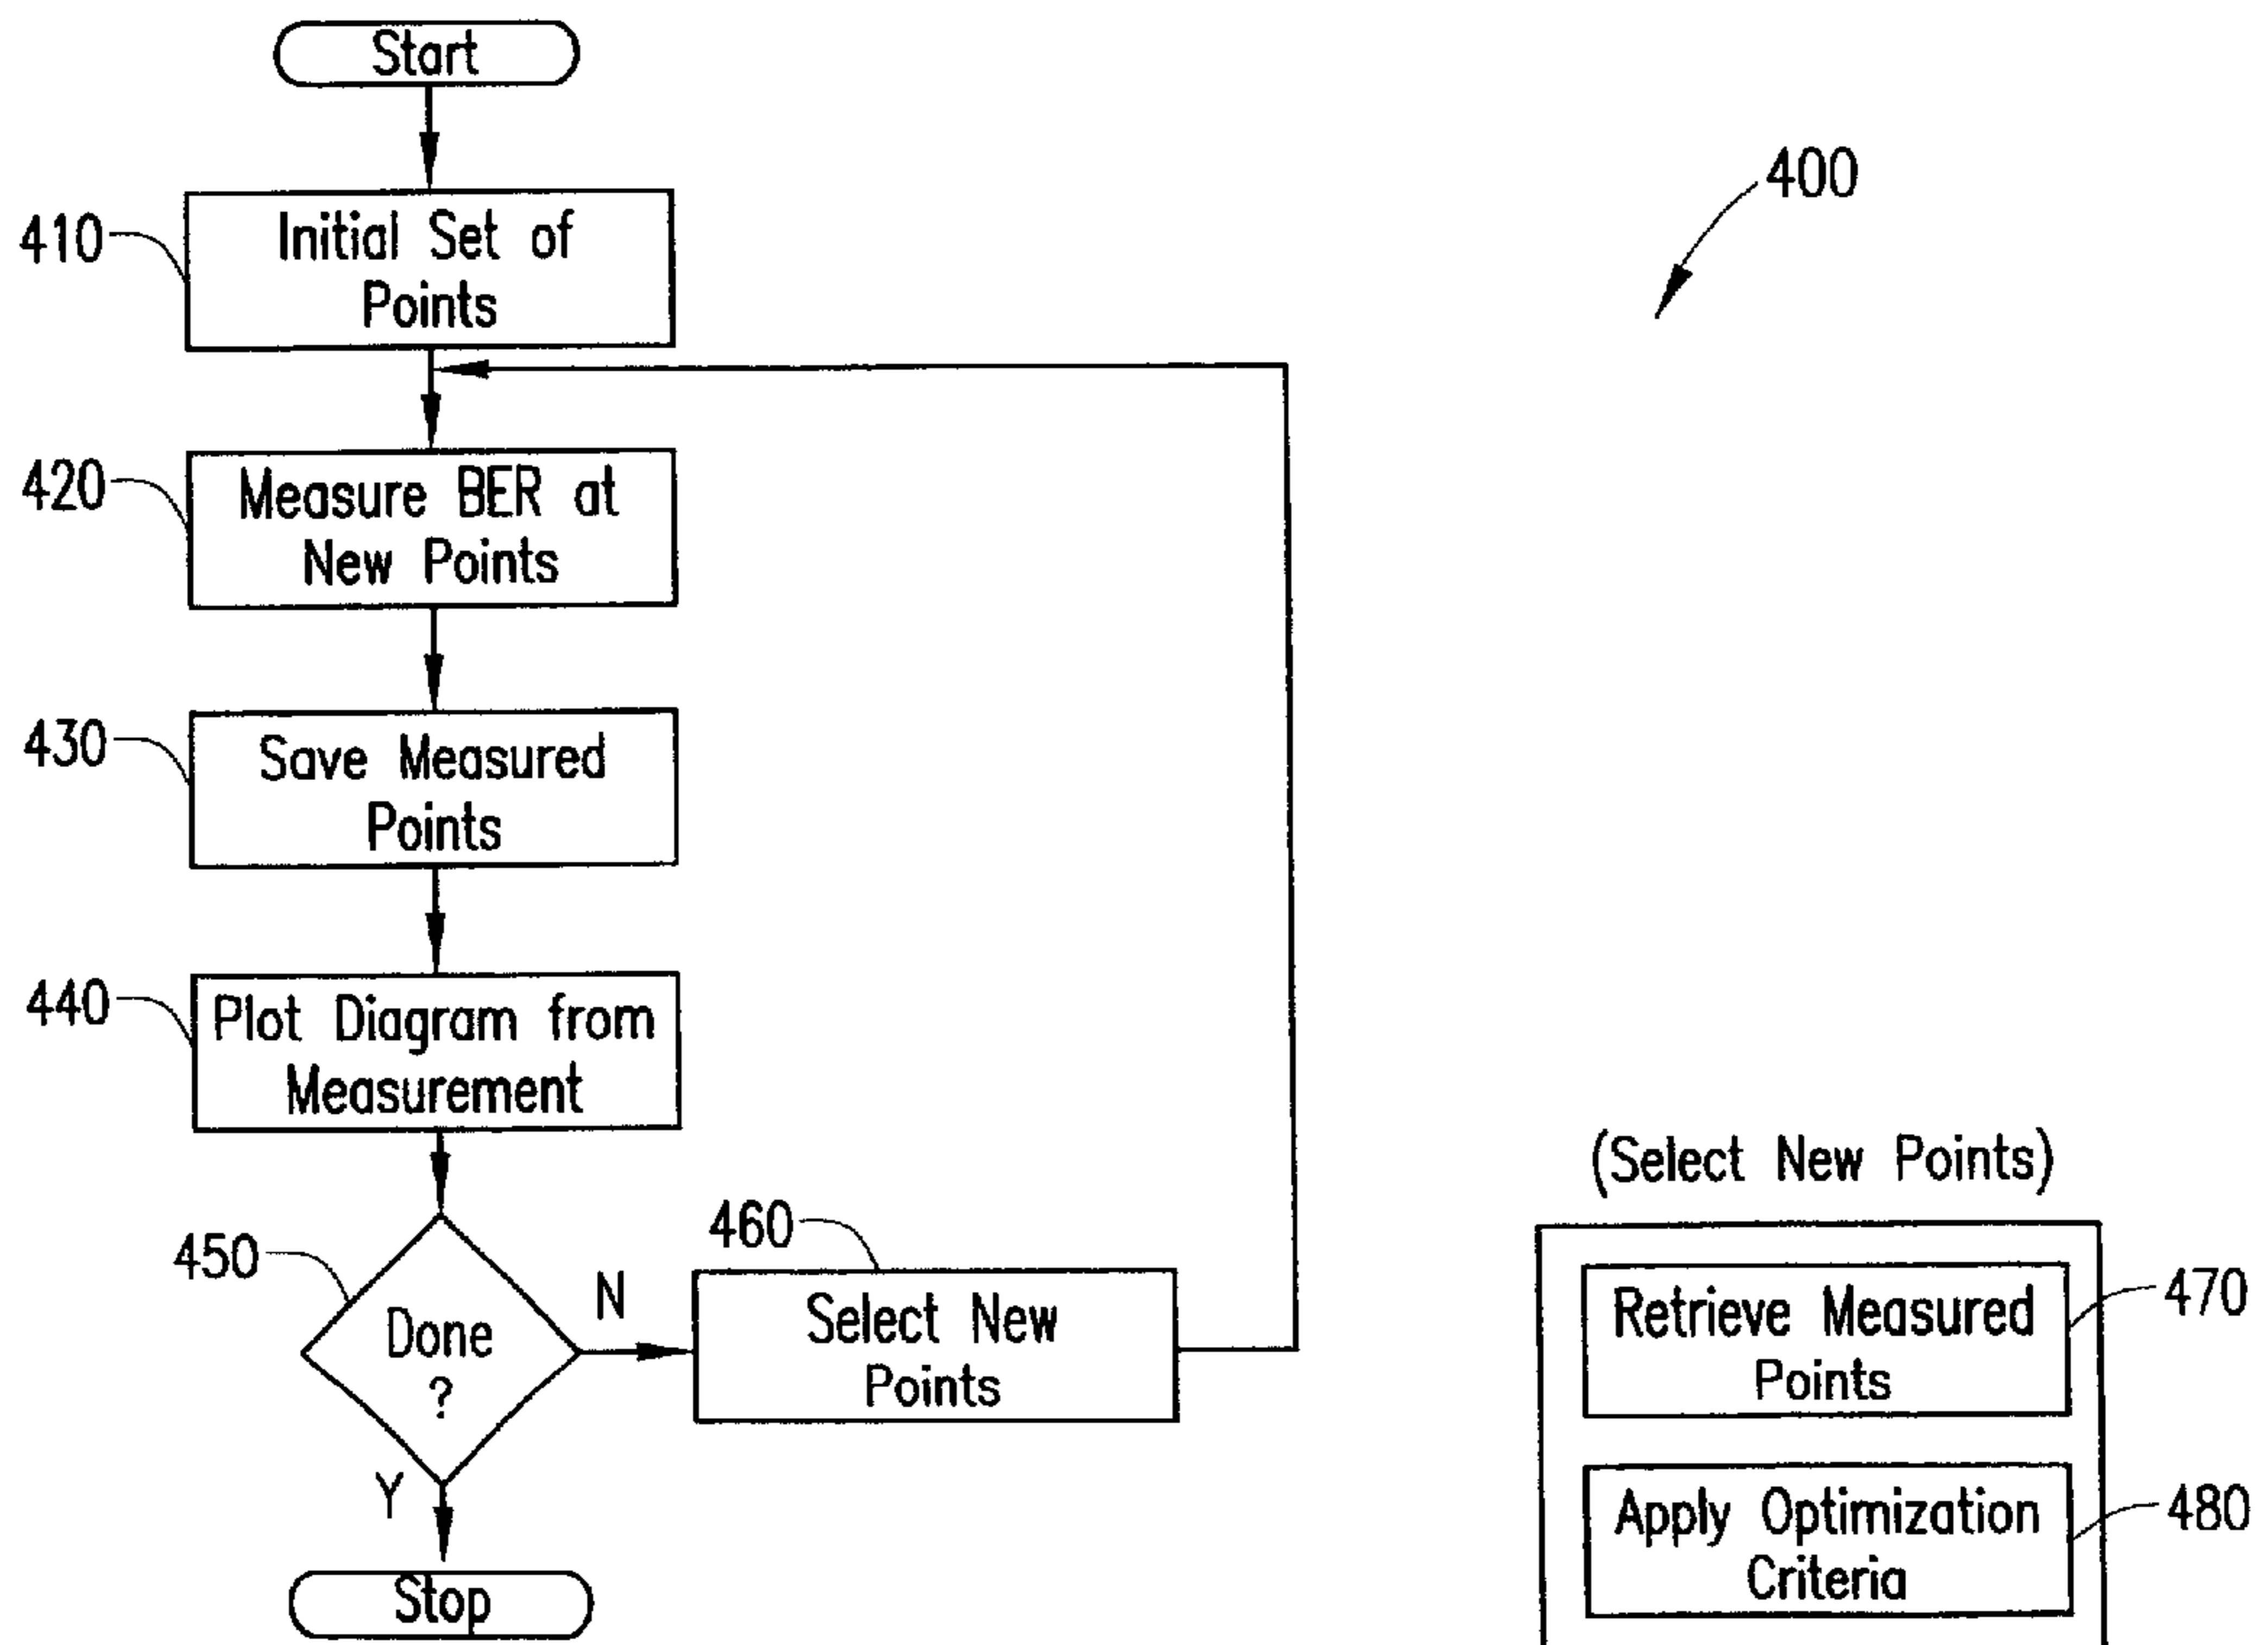 Start
400
410
Initial Set of
Points
420
Measure BER at
New Points
430
Save Measured
Points
440
Plot Diagram from
Measurement
450
Done
?
N
Y
460
Select New
Points
Stop
(Select New Points)
Retrieve Measured
Points
470
Apply Optimization
Criteria
480